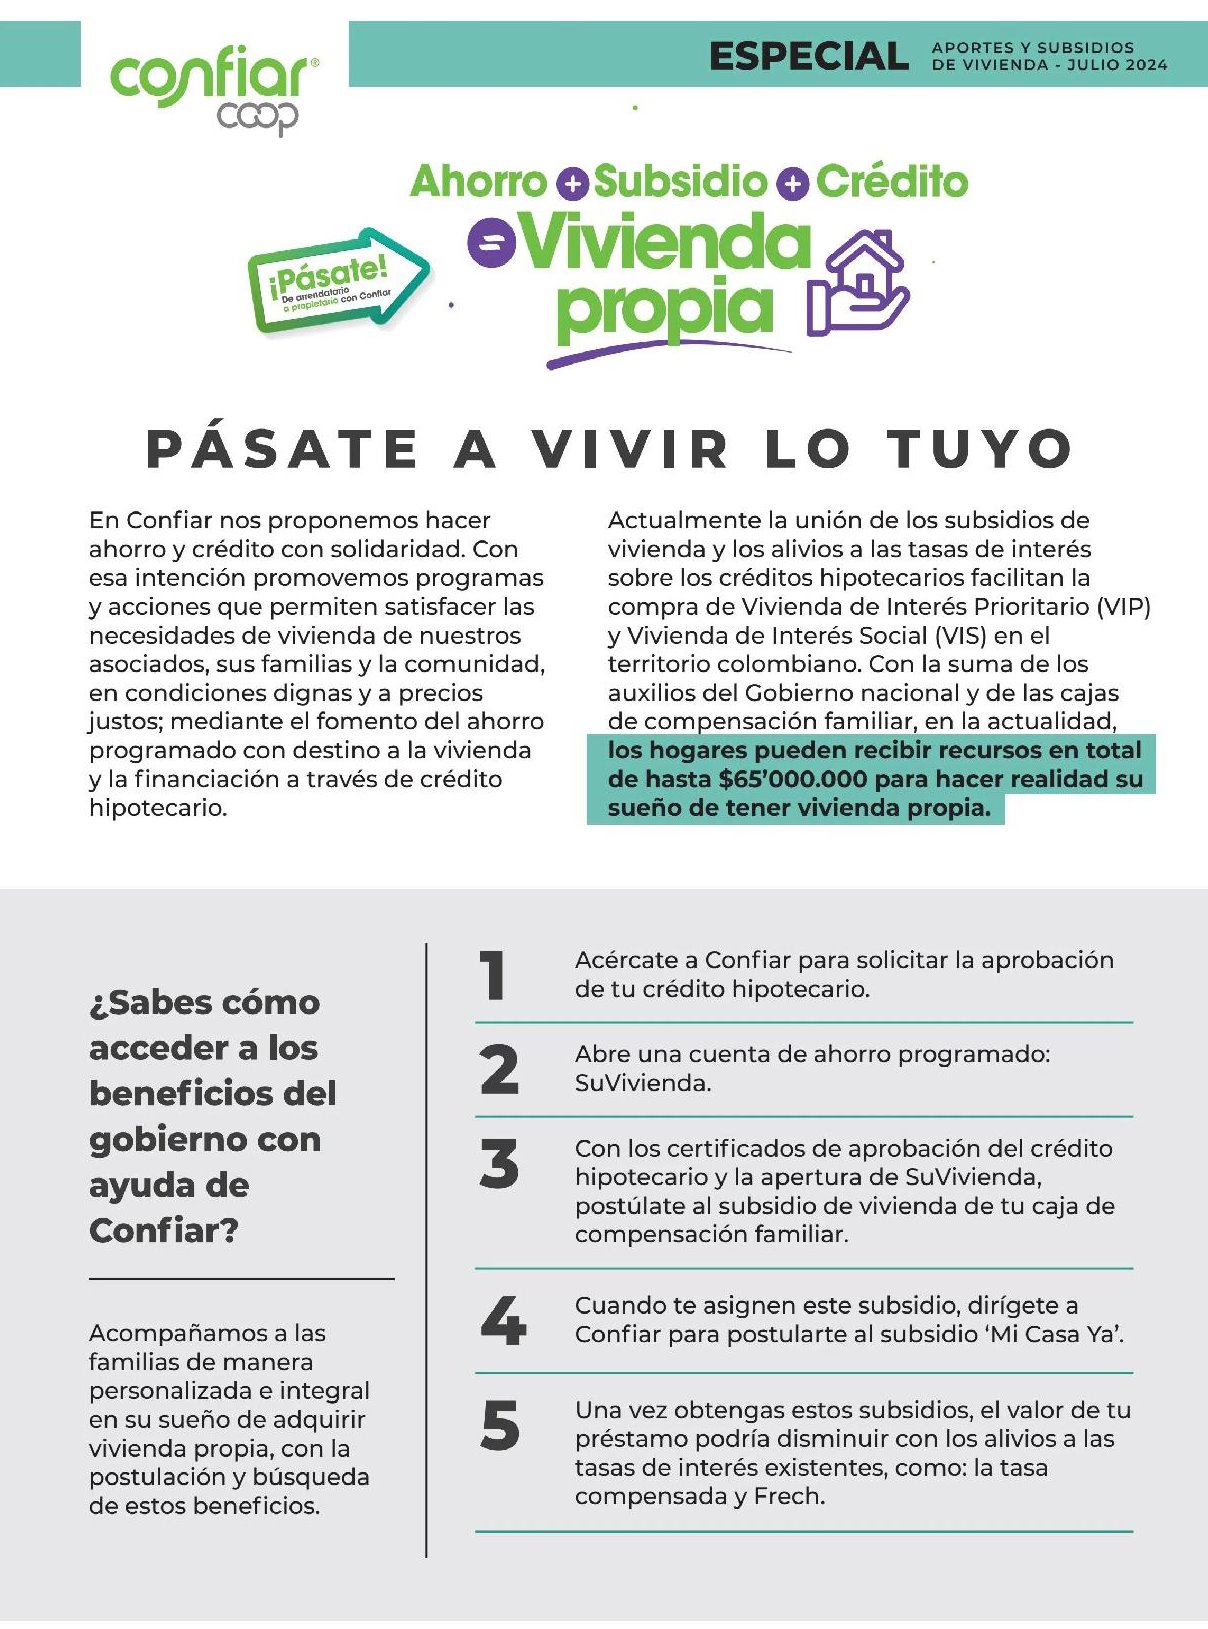 confiar®
coop
ESPECIAL
APORTES Y SUBSIDIOS
DE VIVIENDA - JULIO 2024
Ahorro + Subsidio + Crédito
= Vivienda
propia
¡Pásate!
De arrendatario
a propietario con Confiar
PÁSATE A VIVIR LO TUYO
En Confiar nos proponemos hacer
ahorro y crédito con solidaridad. Con
esa intención promovemos programas
y acciones que permiten satisfacer las
necesidades de vivienda de nuestros
asociados, sus familias y la comunidad,
en condiciones dignas y a precios
justos; mediante el fomento del ahorro
programado con destino a la vivienda
y la financiación a través de crédito
hipotecario.
Actualmente la unión de los subsidios de
vivienda y los alivios a las tasas de interés
sobre los créditos hipotecarios facilitan la
compra de Vivienda de Interés Prioritario (VIP)
y Vivienda de Interés Social (VIS) en el
territorio colombiano. Con la suma de los
auxilios del Gobierno nacional y de las cajas
de compensación familiar, en la actualidad,
los hogares pueden recibir recursos en total
de hasta $65’000.000 para hacer realidad su
sueño de tener vivienda propia.
¿Sabes cómo
acceder a los
beneficios del
gobierno con
ayuda de
Confiar?
Acompañamos a las
familias de manera
personalizada e integral
en su sueño de adquirir
vivienda propia, con la
postulación y búsqueda
de estos beneficios.
1
Acércate a Confiar para solicitar la aprobación
de tu crédito hipotecario.
2
Abre una cuenta de ahorro programado:
SuVivienda.
3
Con los certificados de aprobación del crédito
hipotecario y la apertura de SuVivienda,
postúlate al subsidio de vivienda de tu caja de
compensación familiar.
4
Cuando te asignen este subsidio, dirígete a
Confiar para postularte al subsidio ‘Mi Casa Ya’.
5
Una vez obtengas estos subsidios, el valor de tu
préstamo podría disminuir con los alivios a las
tasas de interés existentes, como: la tasa
compensada y Frech.